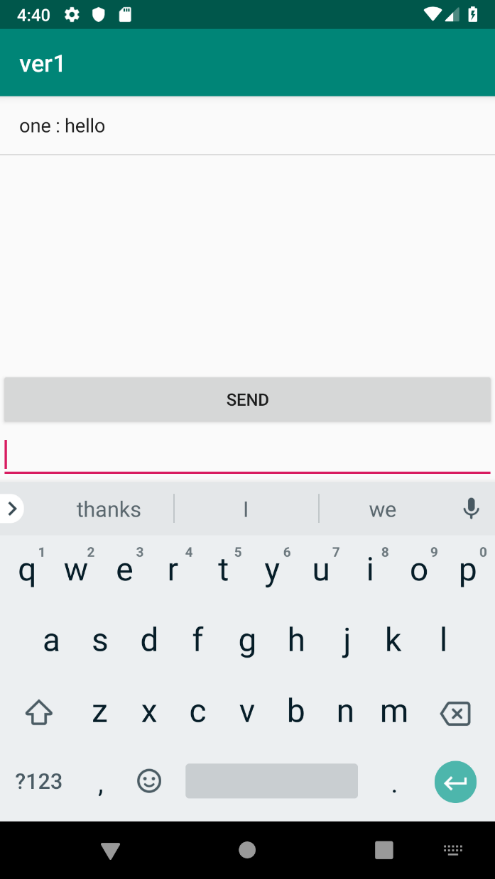 4:40
ver1
one : hello
SEND
thanks I we
1 2 3 4 5 6 7 8 9 0
q w e r t y u i o p
a s d f g h j k l
z x c v b n m
?123 , .